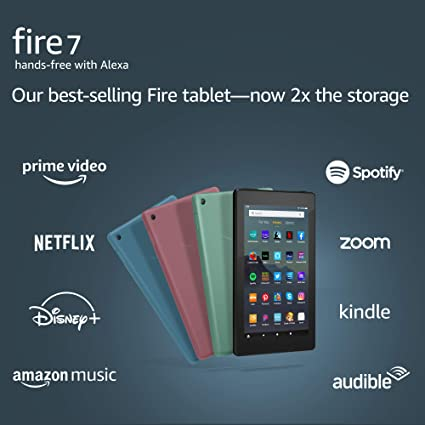 fire 7
hands-free with Alexa
Our best-selling Fire tablet—now 2x the storage
prime video
Spotify
NETFLIX
zoom
Disney+
kindle
amazon music
audible